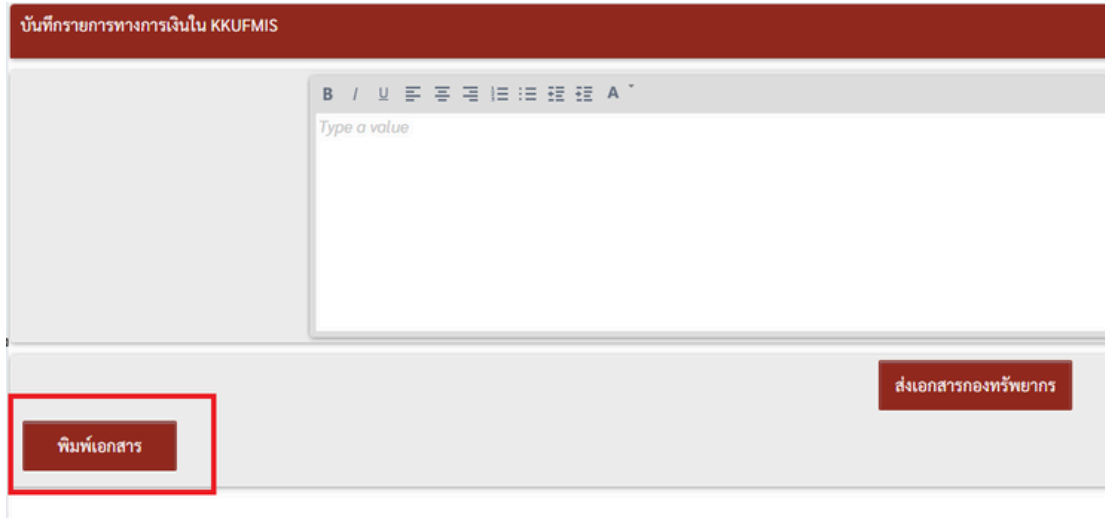 บันทึกรายการทางการเงินใน KKUFMIS
B I U A
Type a value
ส่งเอกสารกองทรัพยากร
พิมพ์เอกสาร